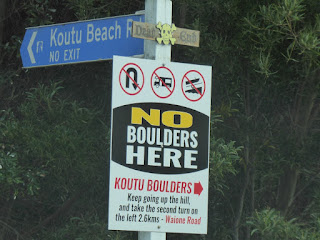 Koutu Beach R
NO EXIT
End
NO
BOULDERS
HERE
KOUTU BOULDERS
Keep going up the hill,
and take the second turn on
the left 2.6kms - Waione Road